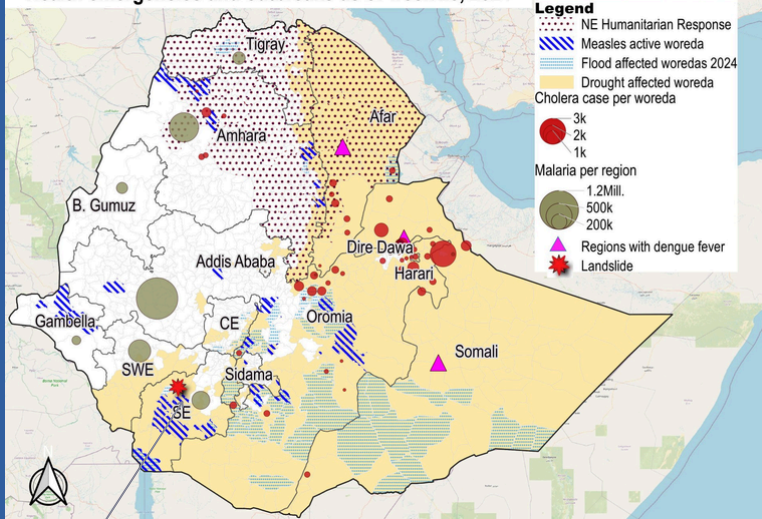 Legend
NE Humanitarian Response
Measles active woreda
Flood affected woredas 2024
Drought affected woreda
Cholera case per woreda
3k
2k
1k
Malaria per region
1.2Mill.
500k
200k
Regions with dengue fever
Landslide
Tigray
Afar
Amhara
B. Gumuz
Dire Dawa
Addis Ababa
Harari
Gambella
CE
Oromia
Somali
SWE
Sidama
SE